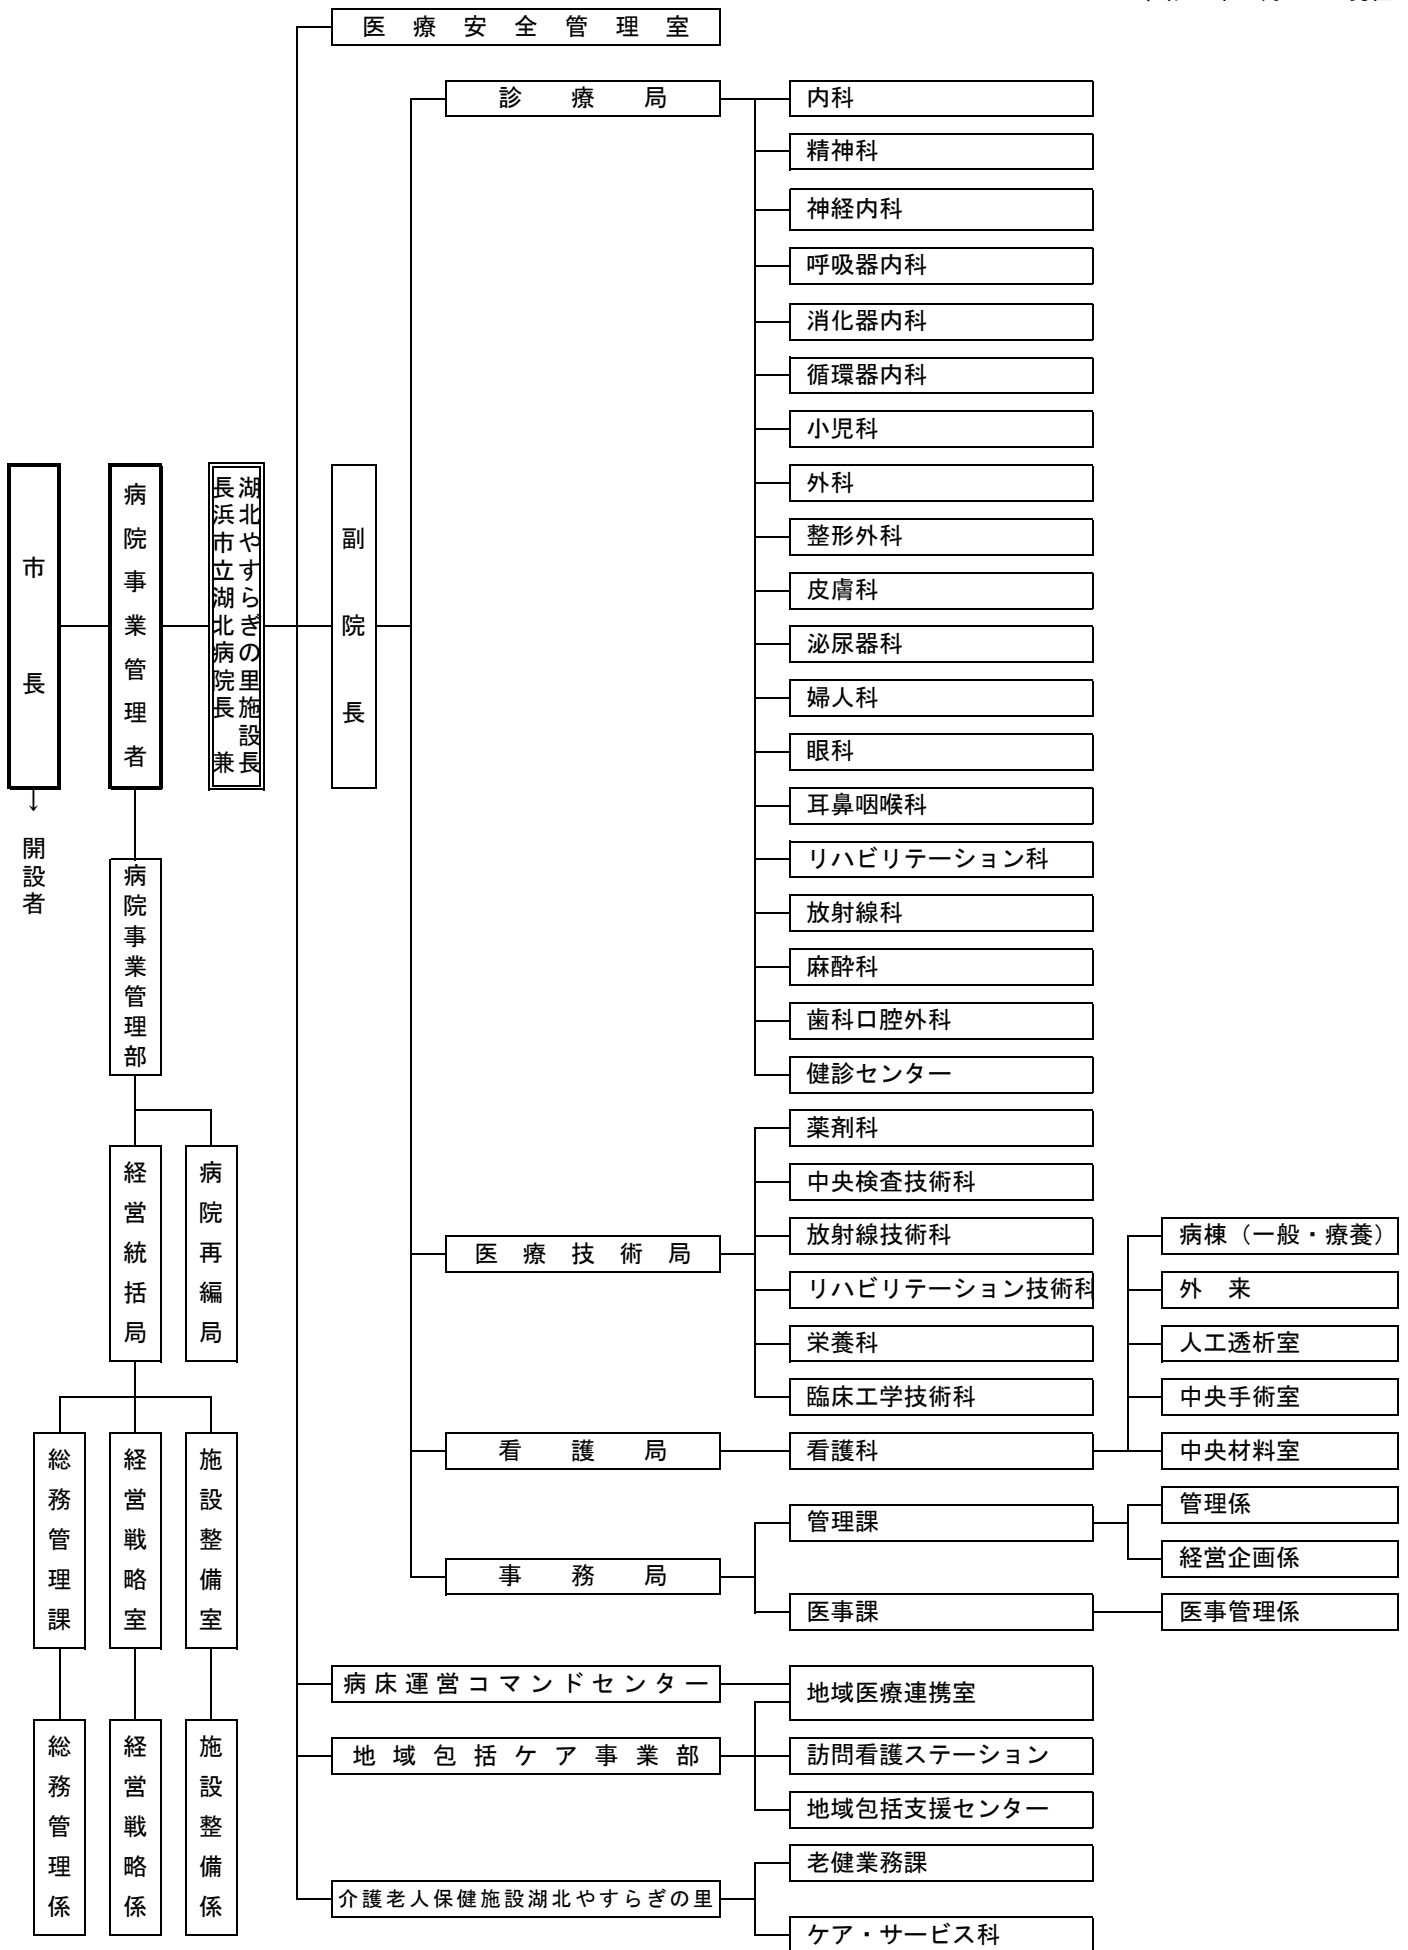 医療安全管理室
診療局
内科
精神科
神経内科
呼吸器内科
消化器内科
循環器内科
小児科
外科
整形外科
皮膚科
泌尿器科
婦人科
眼科
耳鼻咽喉科
リハビリテーション科
放射線科
麻酔科
歯科口腔外科
健診センター
市長
↓
開設者
病院事業管理者
湖北やすらぎの里施設長
長浜市立湖北病院長 兼
副院長
病院事業管理部
経営統括局
病院再編局
総務管理課
経営戦略室
施設整備室
総務管理係
経営戦略係
施設整備係
医療技術局
薬剤科
中央検査技術科
放射線技術科
リハビリテーション技術科
栄養科
臨床工学技術科
看護局
看護科
病棟（一般・療養）
外 来
人工透析室
中央手術室
中央材料室
事務局
管理課
管理係
経営企画係
医事課
医事管理係
病床運営コマンドセンター
地域医療連携室
地域包括ケア事業部
訪問看護ステーション
地域包括支援センター
介護老人保健施設湖北やすらぎの里
老健業務課
ケア・サービス科